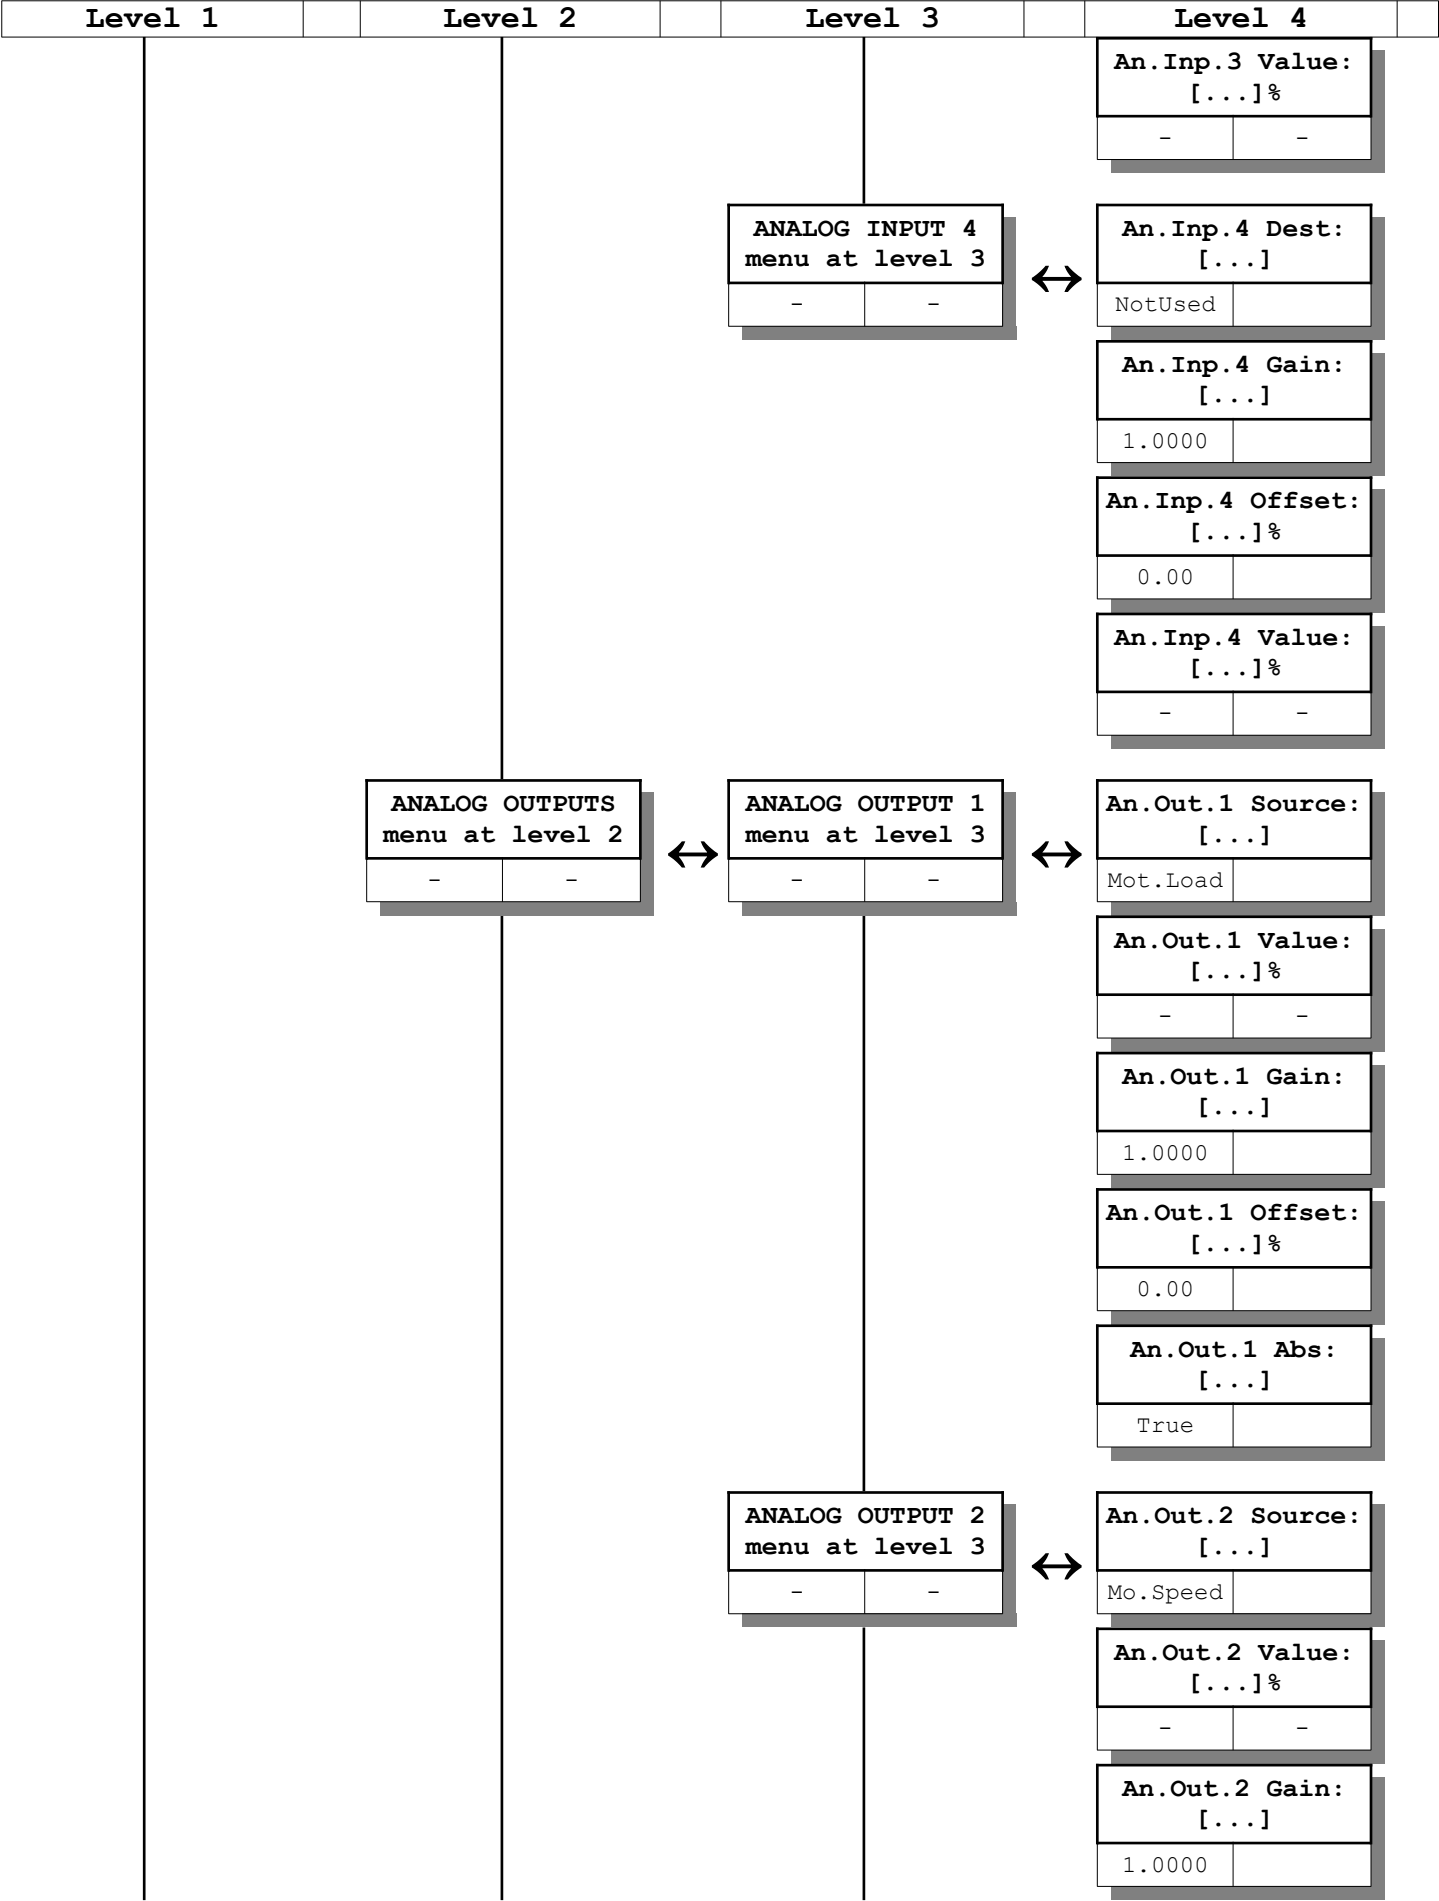 Level 1 Level 2 Level 3 Level 4
An.Inp.3 Value:
[...]%
- -
ANALOG INPUT 4
menu at level 3
- -
An.Inp.4 Dest:
[...]
NotUsed
An.Inp.4 Gain:
[...]
1.0000
An.Inp.4 Offset:
[...]%
0.00
An.Inp.4 Value:
[...]%
- -
ANALOG OUTPUTS
menu at level 2
- -
ANALOG OUTPUT 1
menu at level 3
- -
An.Out.1 Source:
[...]
Mot.Load
An.Out.1 Value:
[...]%
- -
An.Out.1 Gain:
[...]
1.0000
An.Out.1 Offset:
[...]%
0.00
An.Out.1 Abs:
[...]
True
ANALOG OUTPUT 2
menu at level 3
- -
An.Out.2 Source:
[...]
Mo.Speed
An.Out.2 Value:
[...]%
- -
An.Out.2 Gain:
[...]
1.0000